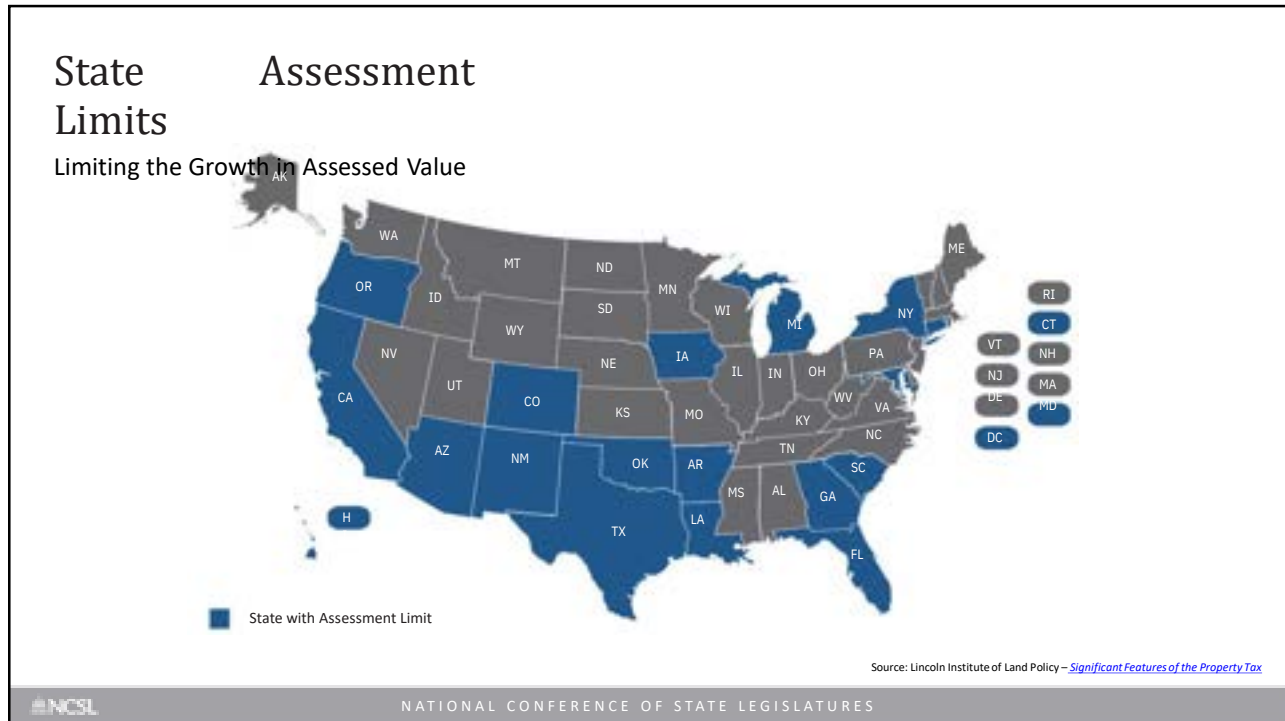 State Assessment
Limits
Limiting the Growth in Assessed Value
AK
WA
ME
MT
ND
MN
OR
ID
SD
WI
RI
MI
NY
CT
WY
IA
PA
VT
NH
NV
NE
IL
IN
OH
NJ
MA
UT
WV
DE
MD
CA
CO
KS
MO
VA
KY
NC
DC
TN
AZ
NM
OK
AR
SC
MS
AL
GA
H
LA
TX
FL
State with Assessment Limit
Source: Lincoln Institute of Land Policy – Significant Features of the Property Tax
NCSL
NATIONAL CONFERENCE OF STATE LEGISLATURES